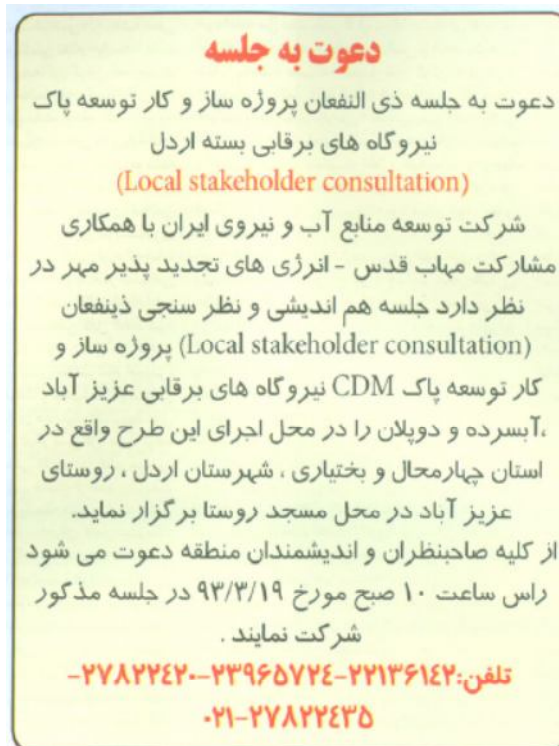 دعوت به جلسه
دعوت به جلسه ذی النفعان پروژه ساز و کار توسعه پاک
نیروگاه های برقابی بسته اردل
(Local stakeholder consultation)
شرکت توسعه منابع آب و نیروی ایران با همکاری
مشارکت مهاب قدس - انرژی های تجدید پذیر مهر در
نظر دارد جلسه هم اندیشی و نظر سنجی ذینفعان
(Local stakeholder consultation) پروژه ساز و
کار توسعه پاک CDM نیروگاه های برقابی عزیز آباد
،آبسرده و دوپلان را در محل اجرای این طرح واقع در
استان چهارمحال و بختیاری ، شهرستان اردل ، روستای
عزیز آباد در محل مسجد روستا برگزار نماید.
از کلیه صاحبنظران و اندیشمندان منطقه دعوت می شود
راس ساعت ۱۰ صبح مورخ ۹۳/۳/۱۹ در جلسه مذکور
شرکت نمایند .
تلفن:۲۲۱۳۶۱۴۲-۲۳۹۶۵۷۲۴-۲۷۸۲۲۴۲۰-
۰۲۱-۲۷۸۲۲۴۳۵